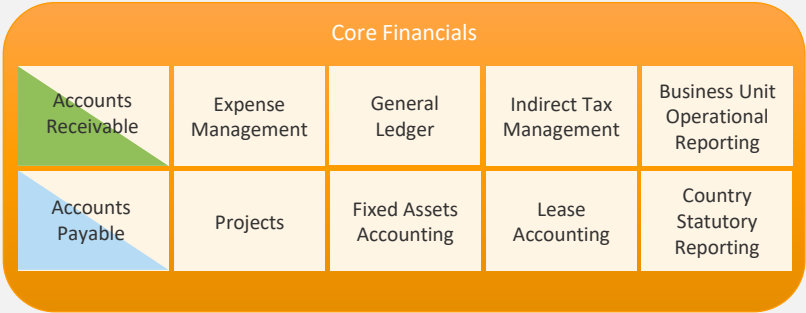 Core Financials
Accounts
Receivable
Expense
Management
General
Ledger
Indirect Tax
Management
Business Unit
Operational
Reporting
Accounts
Payable
Projects
Fixed Assets
Accounting
Lease
Accounting
Country
Statutory
Reporting